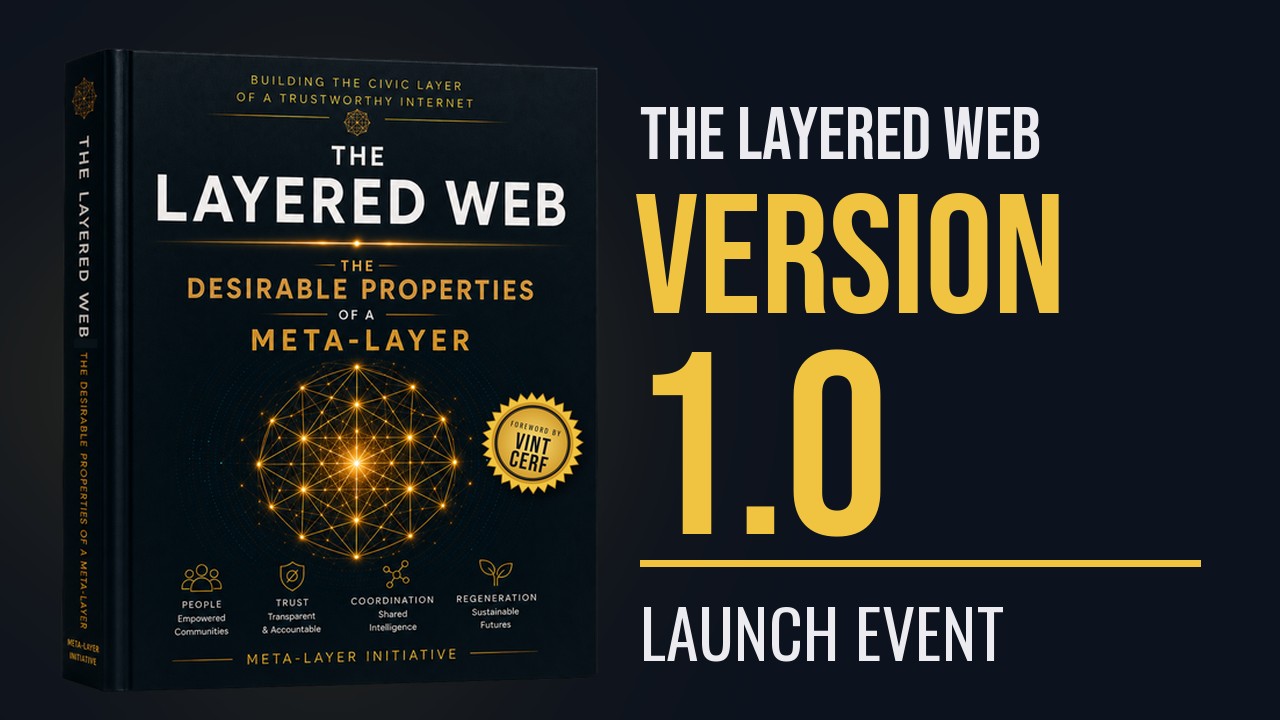 THE LAYERED WEB
THE DESIRABLE PROPERTIES OF A META-LAYER
META-LAYER
INITIATIVE
BUILDING THE CIVIC LAYER
OF A TRUSTWORTHY INTERNET
THE
LAYERED WEB
THE
DESIRABLE PROPERTIES
OF A
META-LAYER
FOREWORD BY
VINT
CERF
PEOPLE
Empowered
Communities
TRUST
Transparent
& Accountable
COORDINATION
Shared
Intelligence
REGENERATION
Sustainable
Futures
META-LAYER INITIATIVE
THE LAYERED WEB
VERSION
1.0
LAUNCH EVENT